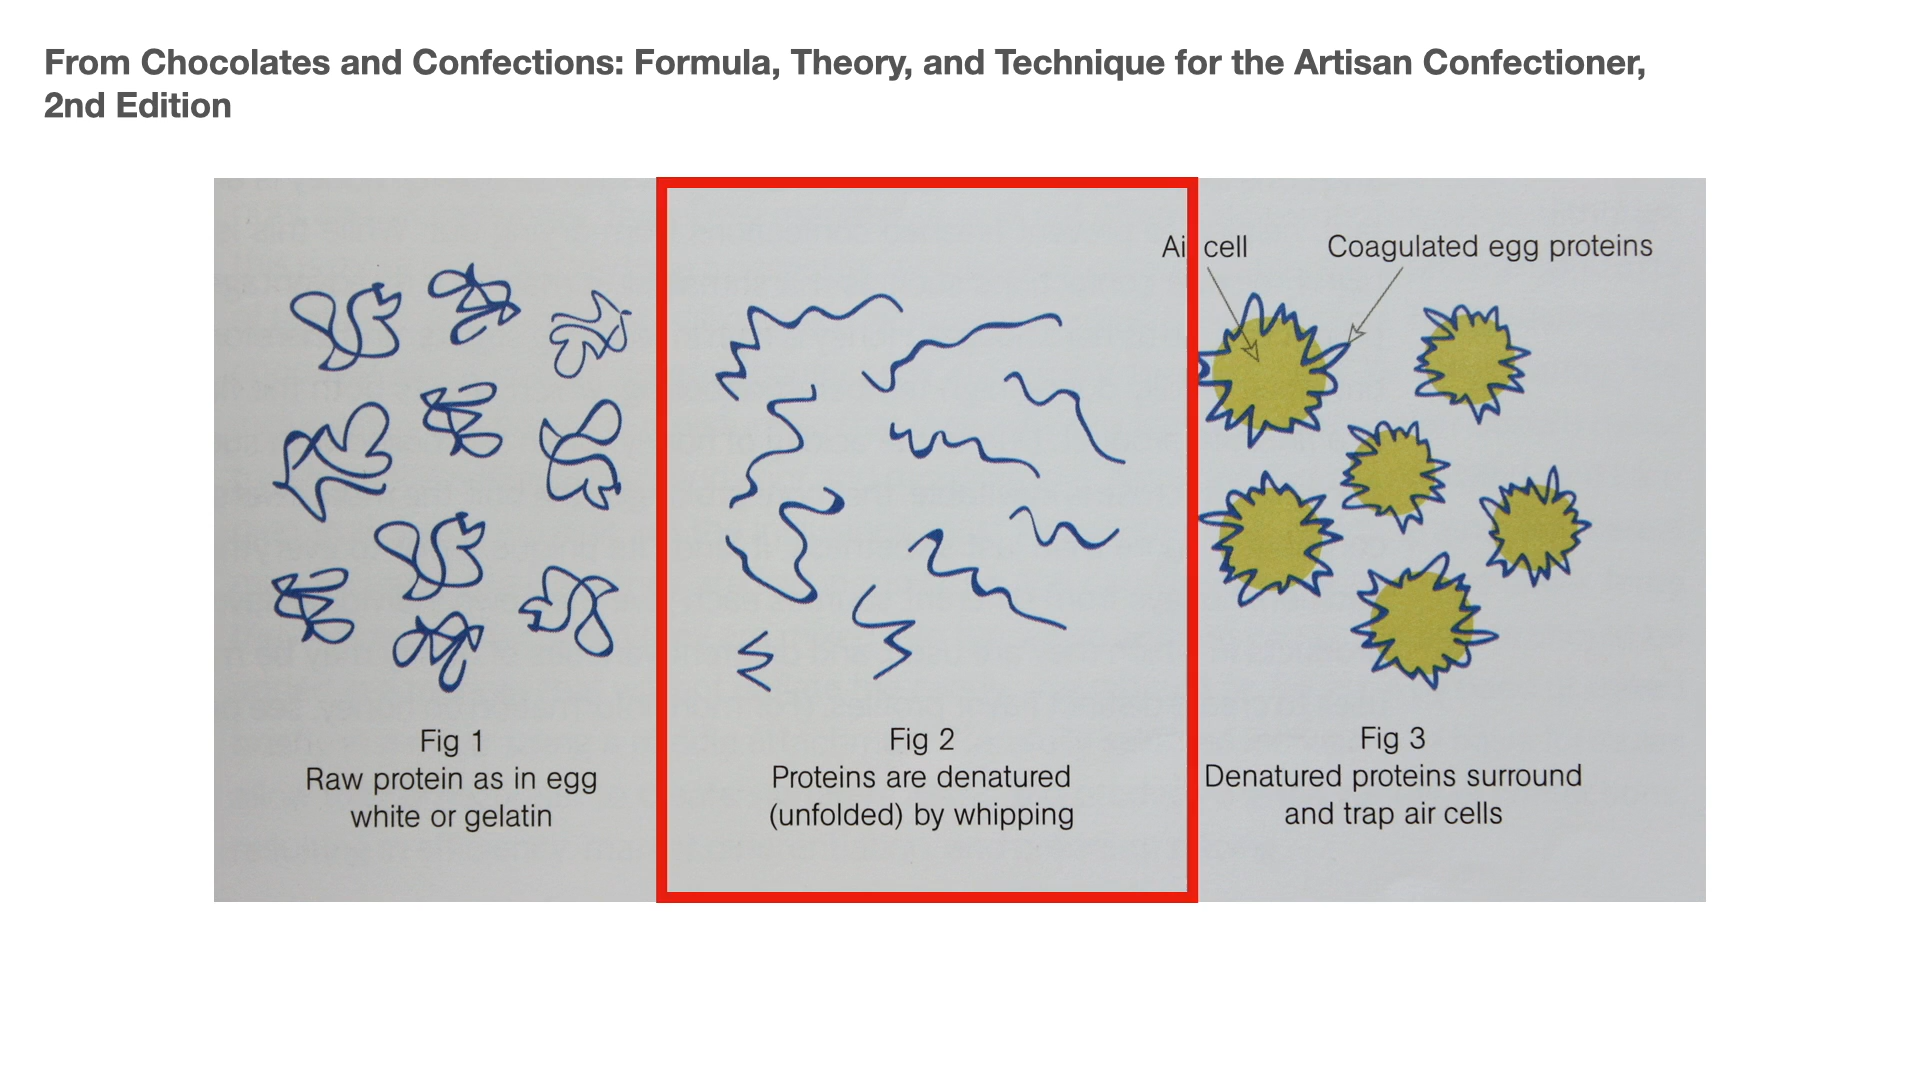 From Chocolates and Confections: Formula, Theory, and Technique for the Artisan Confectioner,
2nd Edition
Air cell
Coagulated egg proteins
Fig 1
Raw protein as in egg
white or gelatin
Fig 2
Proteins are denatured
(unfolded) by whipping
Fig 3
Denatured proteins surround
and trap air cells